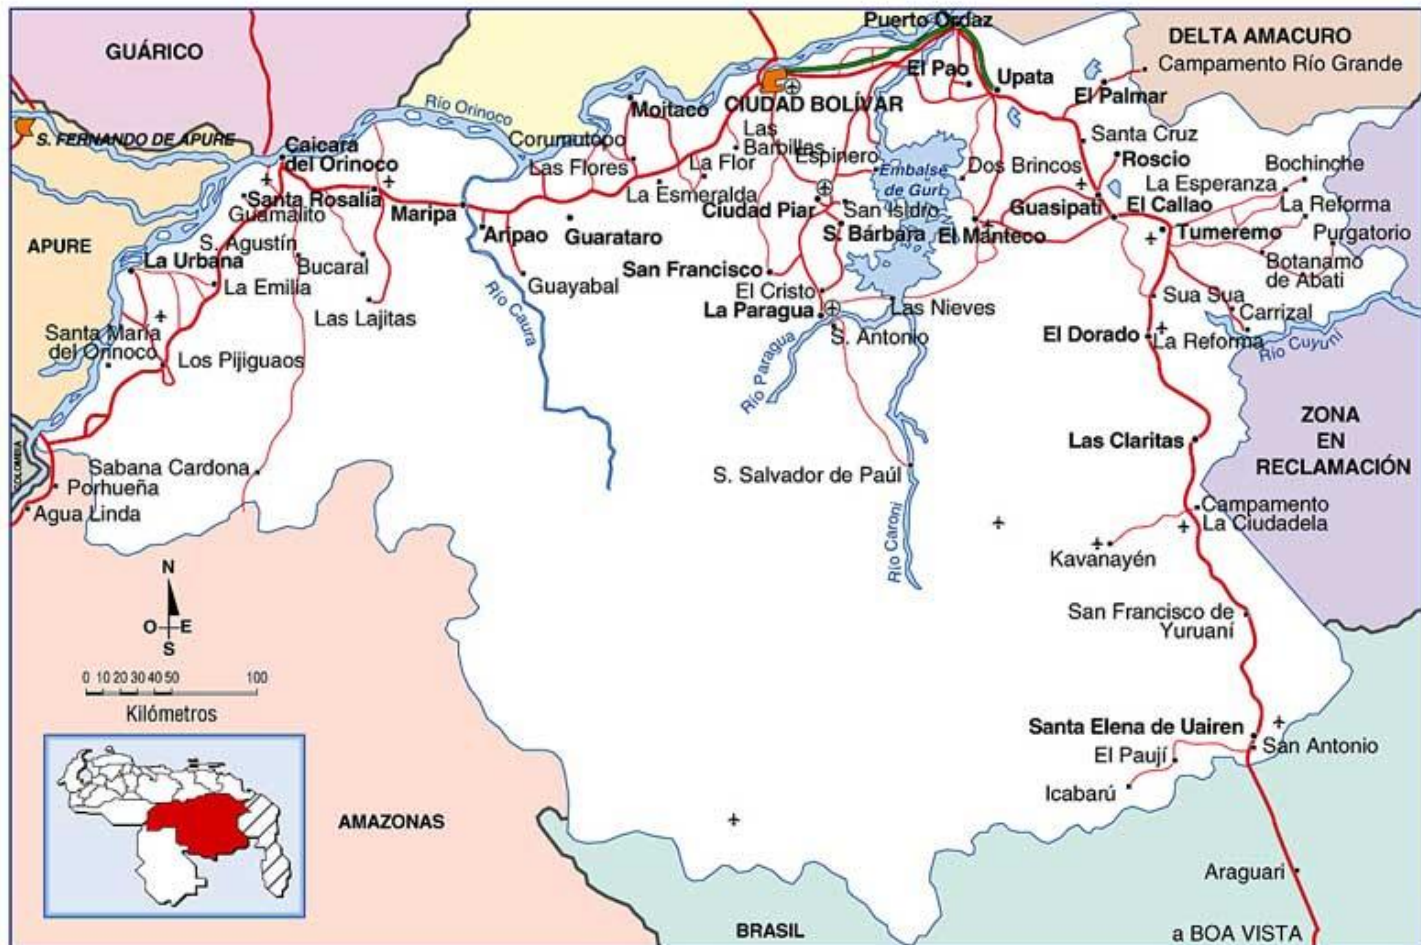 Puerto Ordaz
GUÁRICO
DELTA AMACURO
Campamento Río Grande
El Pao
Upata
El Palmar
Río Orinoco
Moitaco
CIUDAD BOLÍVAR
S. FERNANDO DE APURE
Caicara
del Orinoco
Corumutopo
Las
Barbilles
Santa Cruz
Las Flores
La Flor
Espinero
Embalse
de Guri
Dos Brincos
Roscio
Bochinche
La Esperanza
La Esmeralda
Santa Rosalía
Guamalito
Maripa
Ciudad Piar
San Isidro
Guasipati
El Callao
La Reforma
APURE
S. Agustín
Aripao
Guarataro
S. Bárbara
El Manteco
Tumeremo
Purgatorio
La Urbana
Bucaral
San Francisco
Botanamo
de Abati
La Emilia
Guayabal
El Cristo
Sua Sua
Las Lajitas
Río Caura
La Paragua
Las Nieves
Carrizal
Santa María
del Orinoco
S. Antonio
El Dorado
La Reforma
Río Cuyuni
Los Pijiguaos
Río Paragua
ZONA
EN
RECLAMACIÓN
Las Claritas
COLOMBIA
Sabana Cardona
S. Salvador de Paúl
Porhueña
Agua Linda
Campamento
La Ciudadela
Río Caroni
Kavanayén
N
O E
S
San Francisco de
Yuruaní
0 10 20 30 40 50 100
Kilómetros
Santa Elena de Uairen
San Antonio
El Paují
Icabarú
AMAZONAS
Araguari
BRASIL
a BOA VISTA